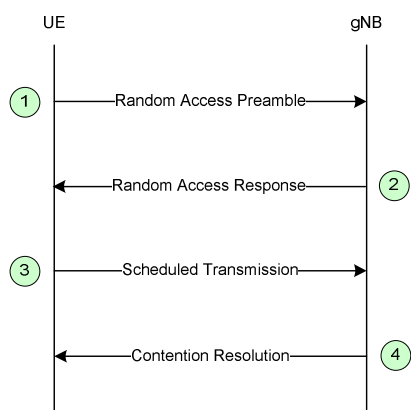 UE gNB
1 Random Access Preamble
Random Access Response 2
3 Scheduled Transmission
Contention Resolution 4